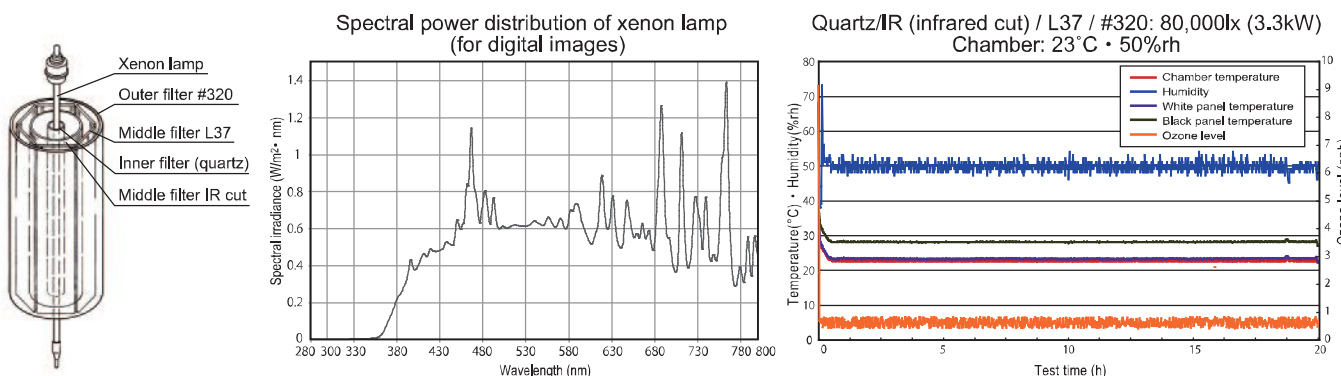 Xenon lamp
Outer filter #320
Middle filter L37
Inner filter (quartz)
Middle filter IR cut
Spectral power distribution of xenon lamp
(for digital images)
Spectral irradiance (W/m2• nm)
1.4
1.2
1
0.8
0.6
0.4
0.2
0
280 300 330 380 430 480 530 580 630 680 730 780 800
Wavelength (nm)
Quartz/IR (infrared cut) / L37 / #320: 80,000lx (3.3kW)
Chamber: 23°C・50%rh
Temperature(°C)・Humidity(%rh)
80
70
60
50
40
30
20
10
0
Chamber temperature
Humidity
White panel temperature
Black panel temperature
Ozone level
10
9
8
7
6
5
4
3
2
1
0
0 5 10 15 20
Test time (h)